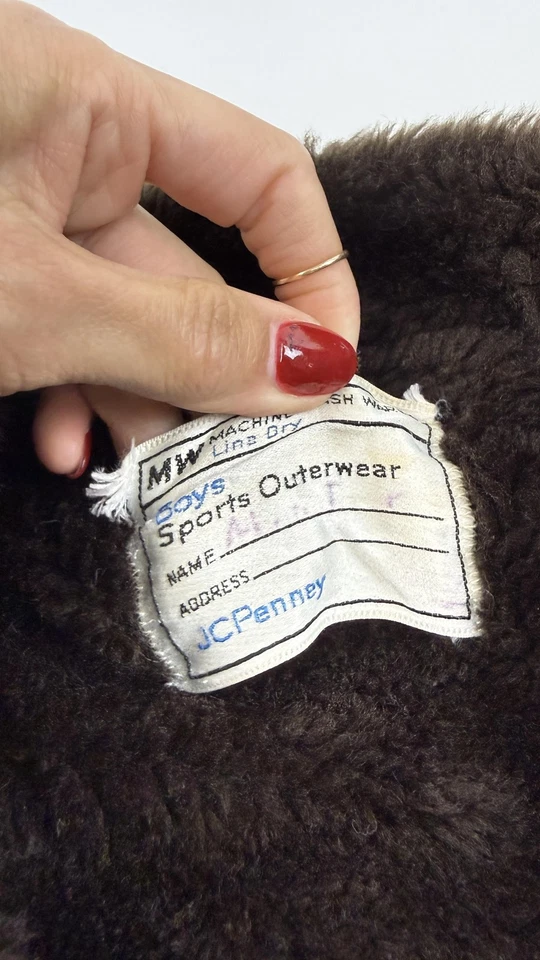 MW MACHINE WASH WARM
Line Dry
Boys
Sports Outerwear
NAME
ADDRESS
JCPenney